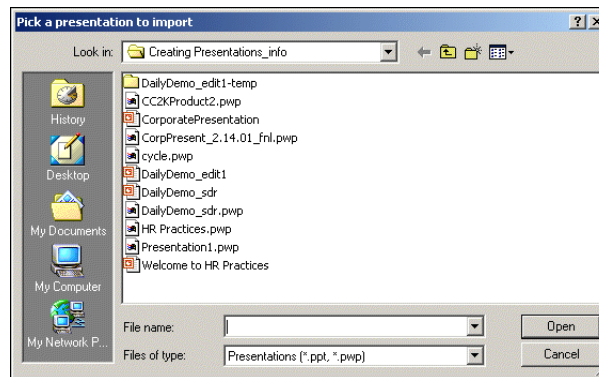 Pick a presentation to import
Look in: Creating Presentations_info
History
Desktop
My Documents
My Computer
My Network P...
DailyDemo_edit1-temp
CC2KProduct2.pwp
CorporatePresentation
CorpPresent_2.14.01_fnl.pwp
cycle.pwp
DailyDemo_edit1
DailyDemo_sdr
DailyDemo_sdr.pwp
HR Practices.pwp
Presentation1.pwp
Welcome to HR Practices
File name:
Open
Files of type: Presentations (*.ppt, *.pwp)
Cancel